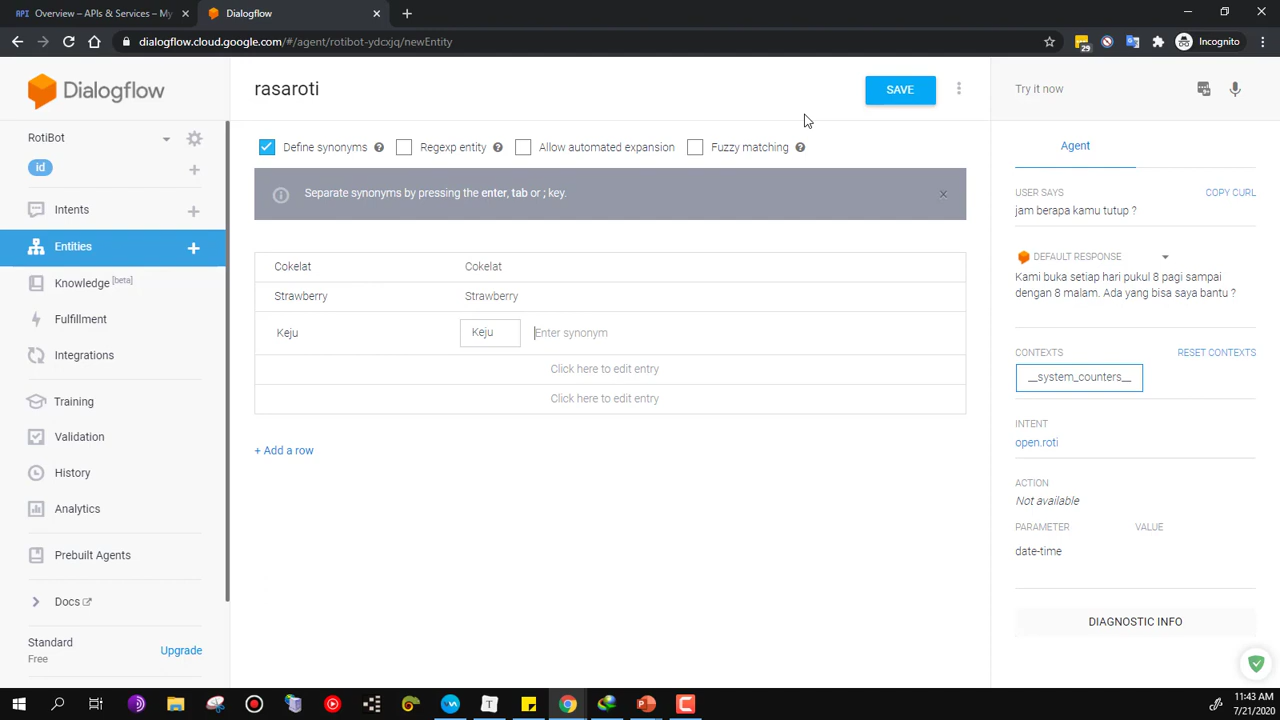 API Overview – APIs & Services – My
Dialogflow
dialogflow.cloud.google.com/#/agent/rotibot-ydcxjq/newEntity
29
Incognito
Dialogflow
RotiBot
id
Intents
Entities
Knowledge [beta]
Fulfillment
Integrations
Training
Validation
History
Analytics
Prebuilt Agents
Docs
Standard
Free
Upgrade
rasaroti
SAVE
Define synonyms
Regexp entity
Allow automated expansion
Fuzzy matching
Separate synonyms by pressing the enter, tab or ; key.
Cokelat Cokelat
Strawberry Strawberry
Keju Keju Enter synonym
Click here to edit entry
Click here to edit entry
+ Add a row
Try it now
Agent
USER SAYS COPY CURL
jam berapa kamu tutup ?
DEFAULT RESPONSE
Kami buka setiap hari pukul 8 pagi sampai
dengan 8 malam. Ada yang bisa saya bantu ?
CONTEXTS RESET CONTEXTS
__system_counters__
INTENT
open.roti
ACTION
Not available
PARAMETER VALUE
date-time
DIAGNOSTIC INFO
11:43 AM
7/21/2020